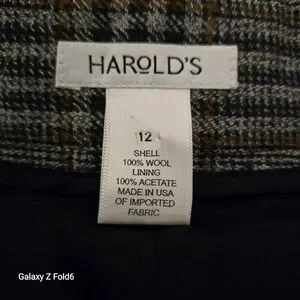 HAROLD'S
12
SHELL
100% WOOL
LINING
100% ACETATE
MADE IN USA
OF IMPORTED
FABRIC
Galaxy Z Fold6